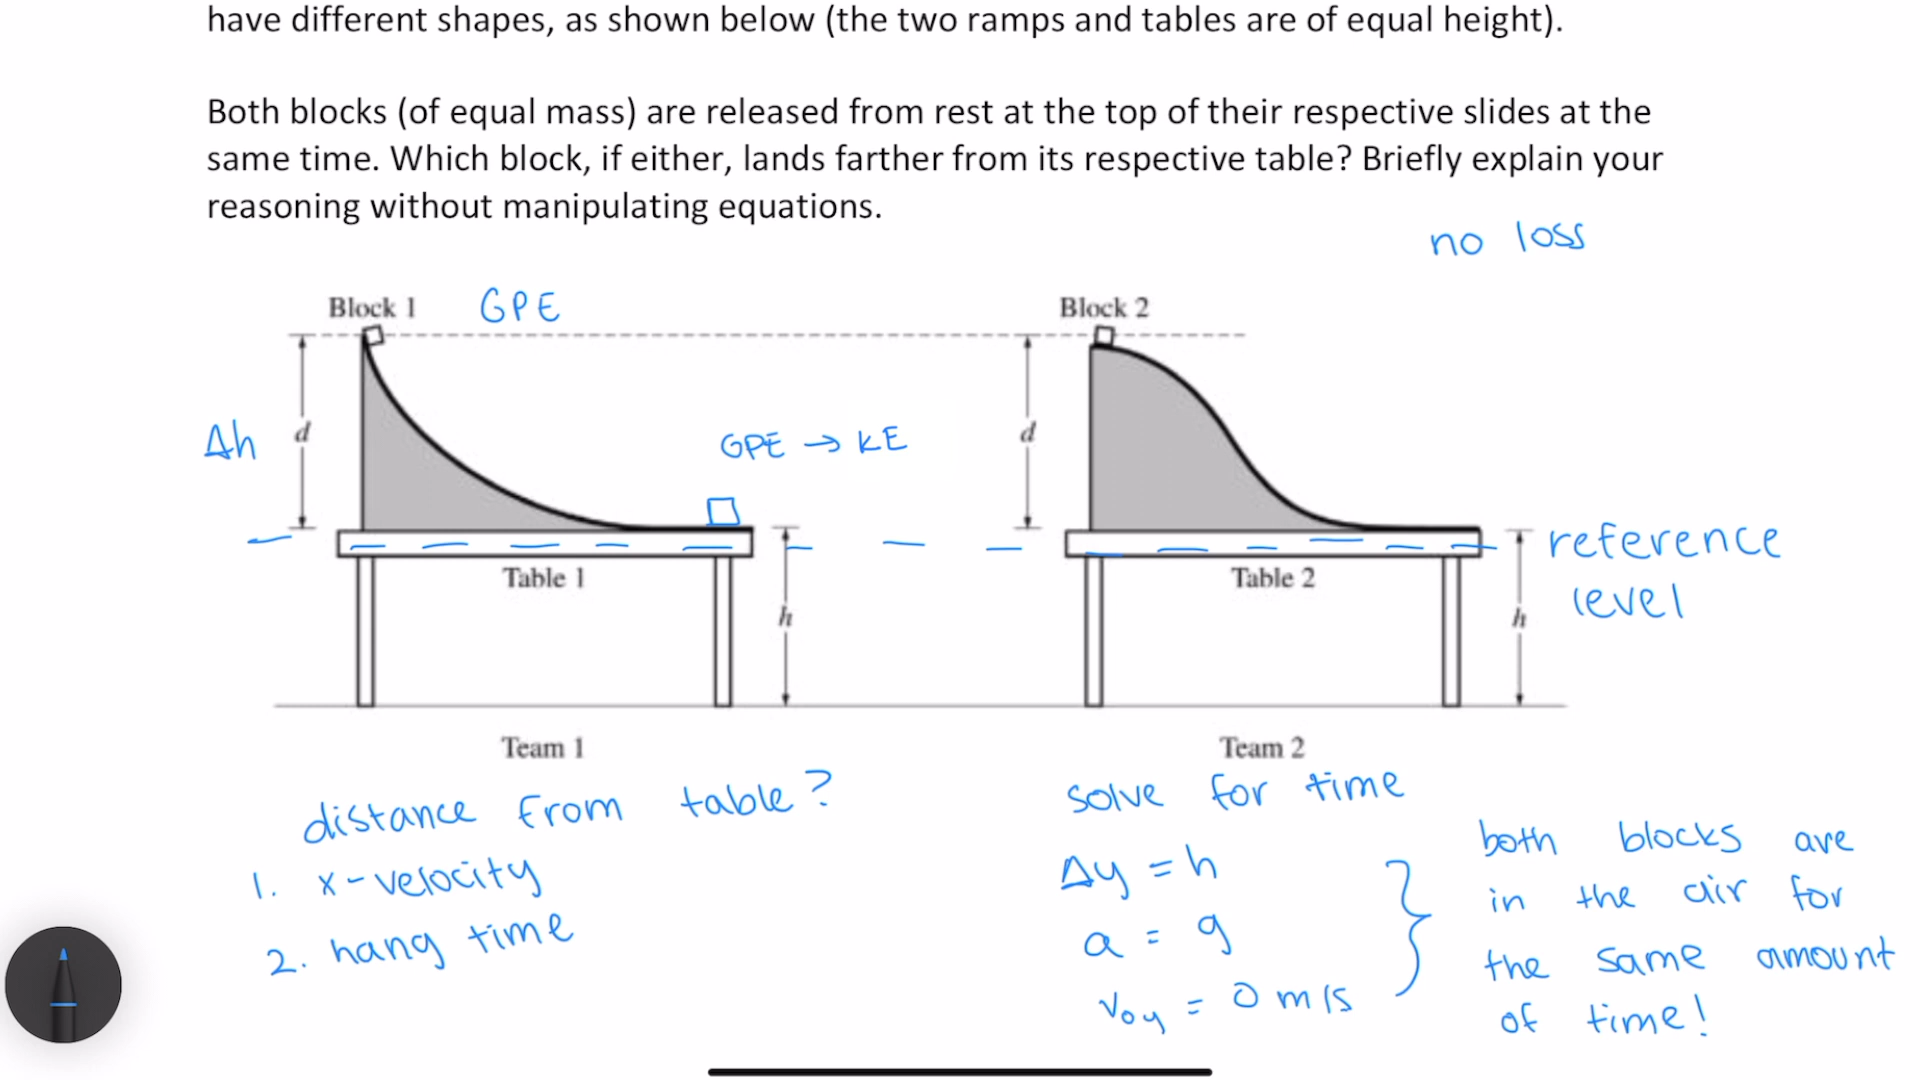 have different shapes, as shown below (the two ramps and tables are of equal height).
Both blocks (of equal mass) are released from rest at the top of their respective slides at the
same time. Which block, if either, lands farther from its respective table? Briefly explain your
reasoning without manipulating equations.
no loss
Block 1 GPE
Block 2
Δh d
GPE → KE
d
reference
level
Table 1
Table 2
h
h
Team 1
Team 2
distance from table?
1. x-velocity
2. hang time
solve for time
Δy = h
a = g
v₀y = 0 m/s
both blocks are
in the air for
the same amount
of time!